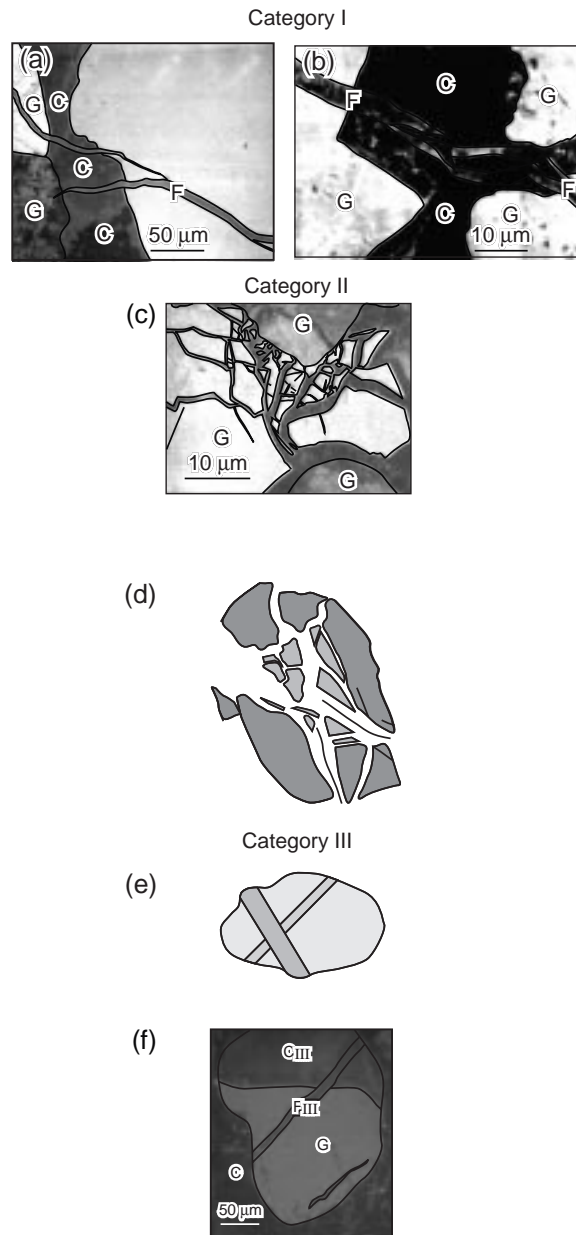 Category I
(a)
G
C
C
F
G
C
50 μm
(b)
C
F
G
G
C
G
F
10 μm
Category II
(c)
G
G
10 μm
G
(d)
Category III
(e)
(f)
CIII
FIII
G
C
50 μm